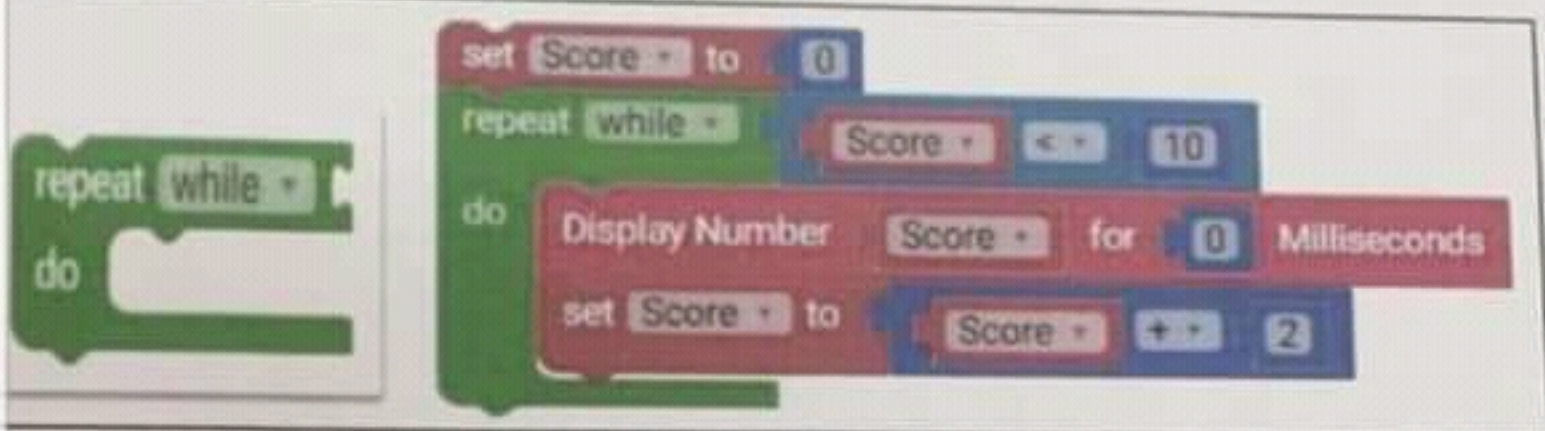 repeat while
do
set Score to 0
repeat while Score < 10
do
Display Number Score for 0 Milliseconds
set Score to Score + 2